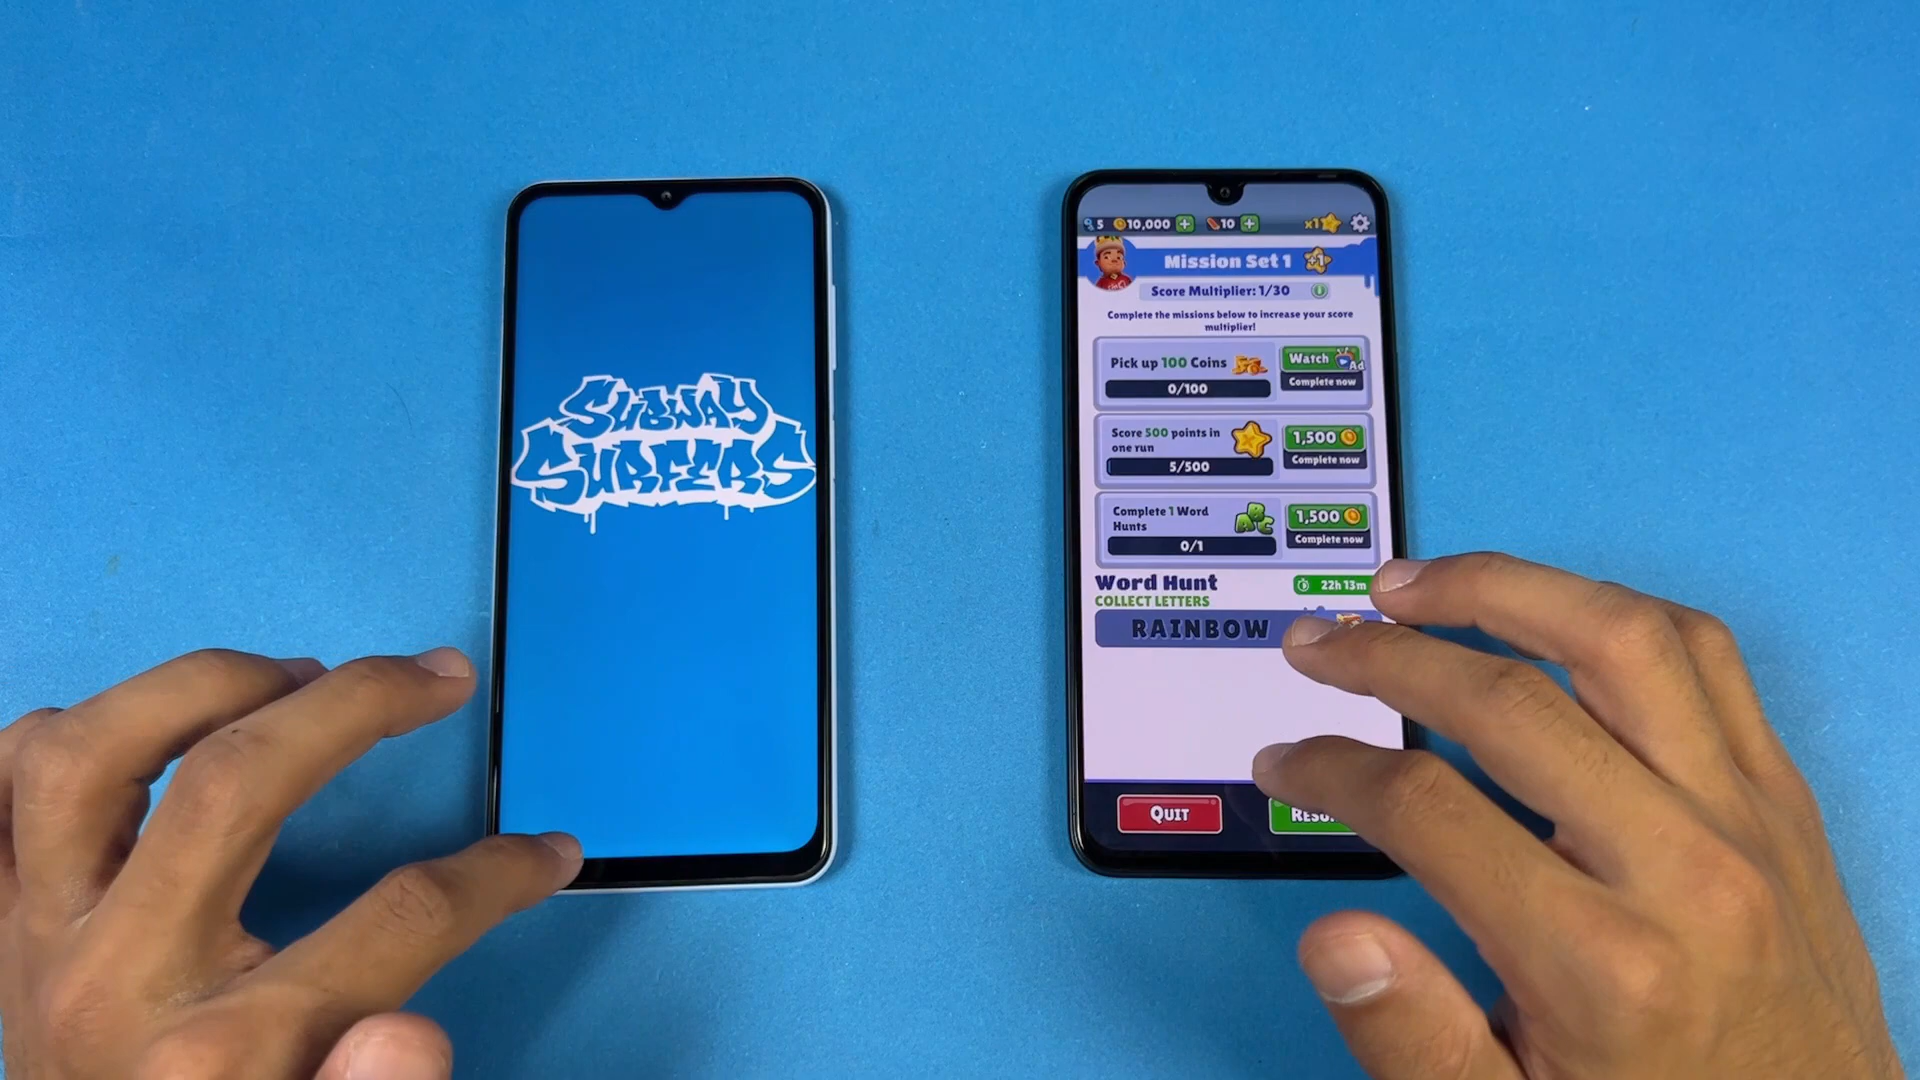 SUBWAY
SURFERS
5 10,000 + 10 + x1
Mission Set 1 +1
Score Multiplier: 1/30 i
Complete the missions below to increase your score
multiplier!
Pick up 100 Coins
0/100
Watch Ad
Complete now
Score 500 points in
one run
5/500
1,500
Complete now
Complete 1 Word
Hunts
0/1
ABC
1,500
Complete now
Word Hunt
22h 13m
COLLECT LETTERS
RAINBOW
QUIT